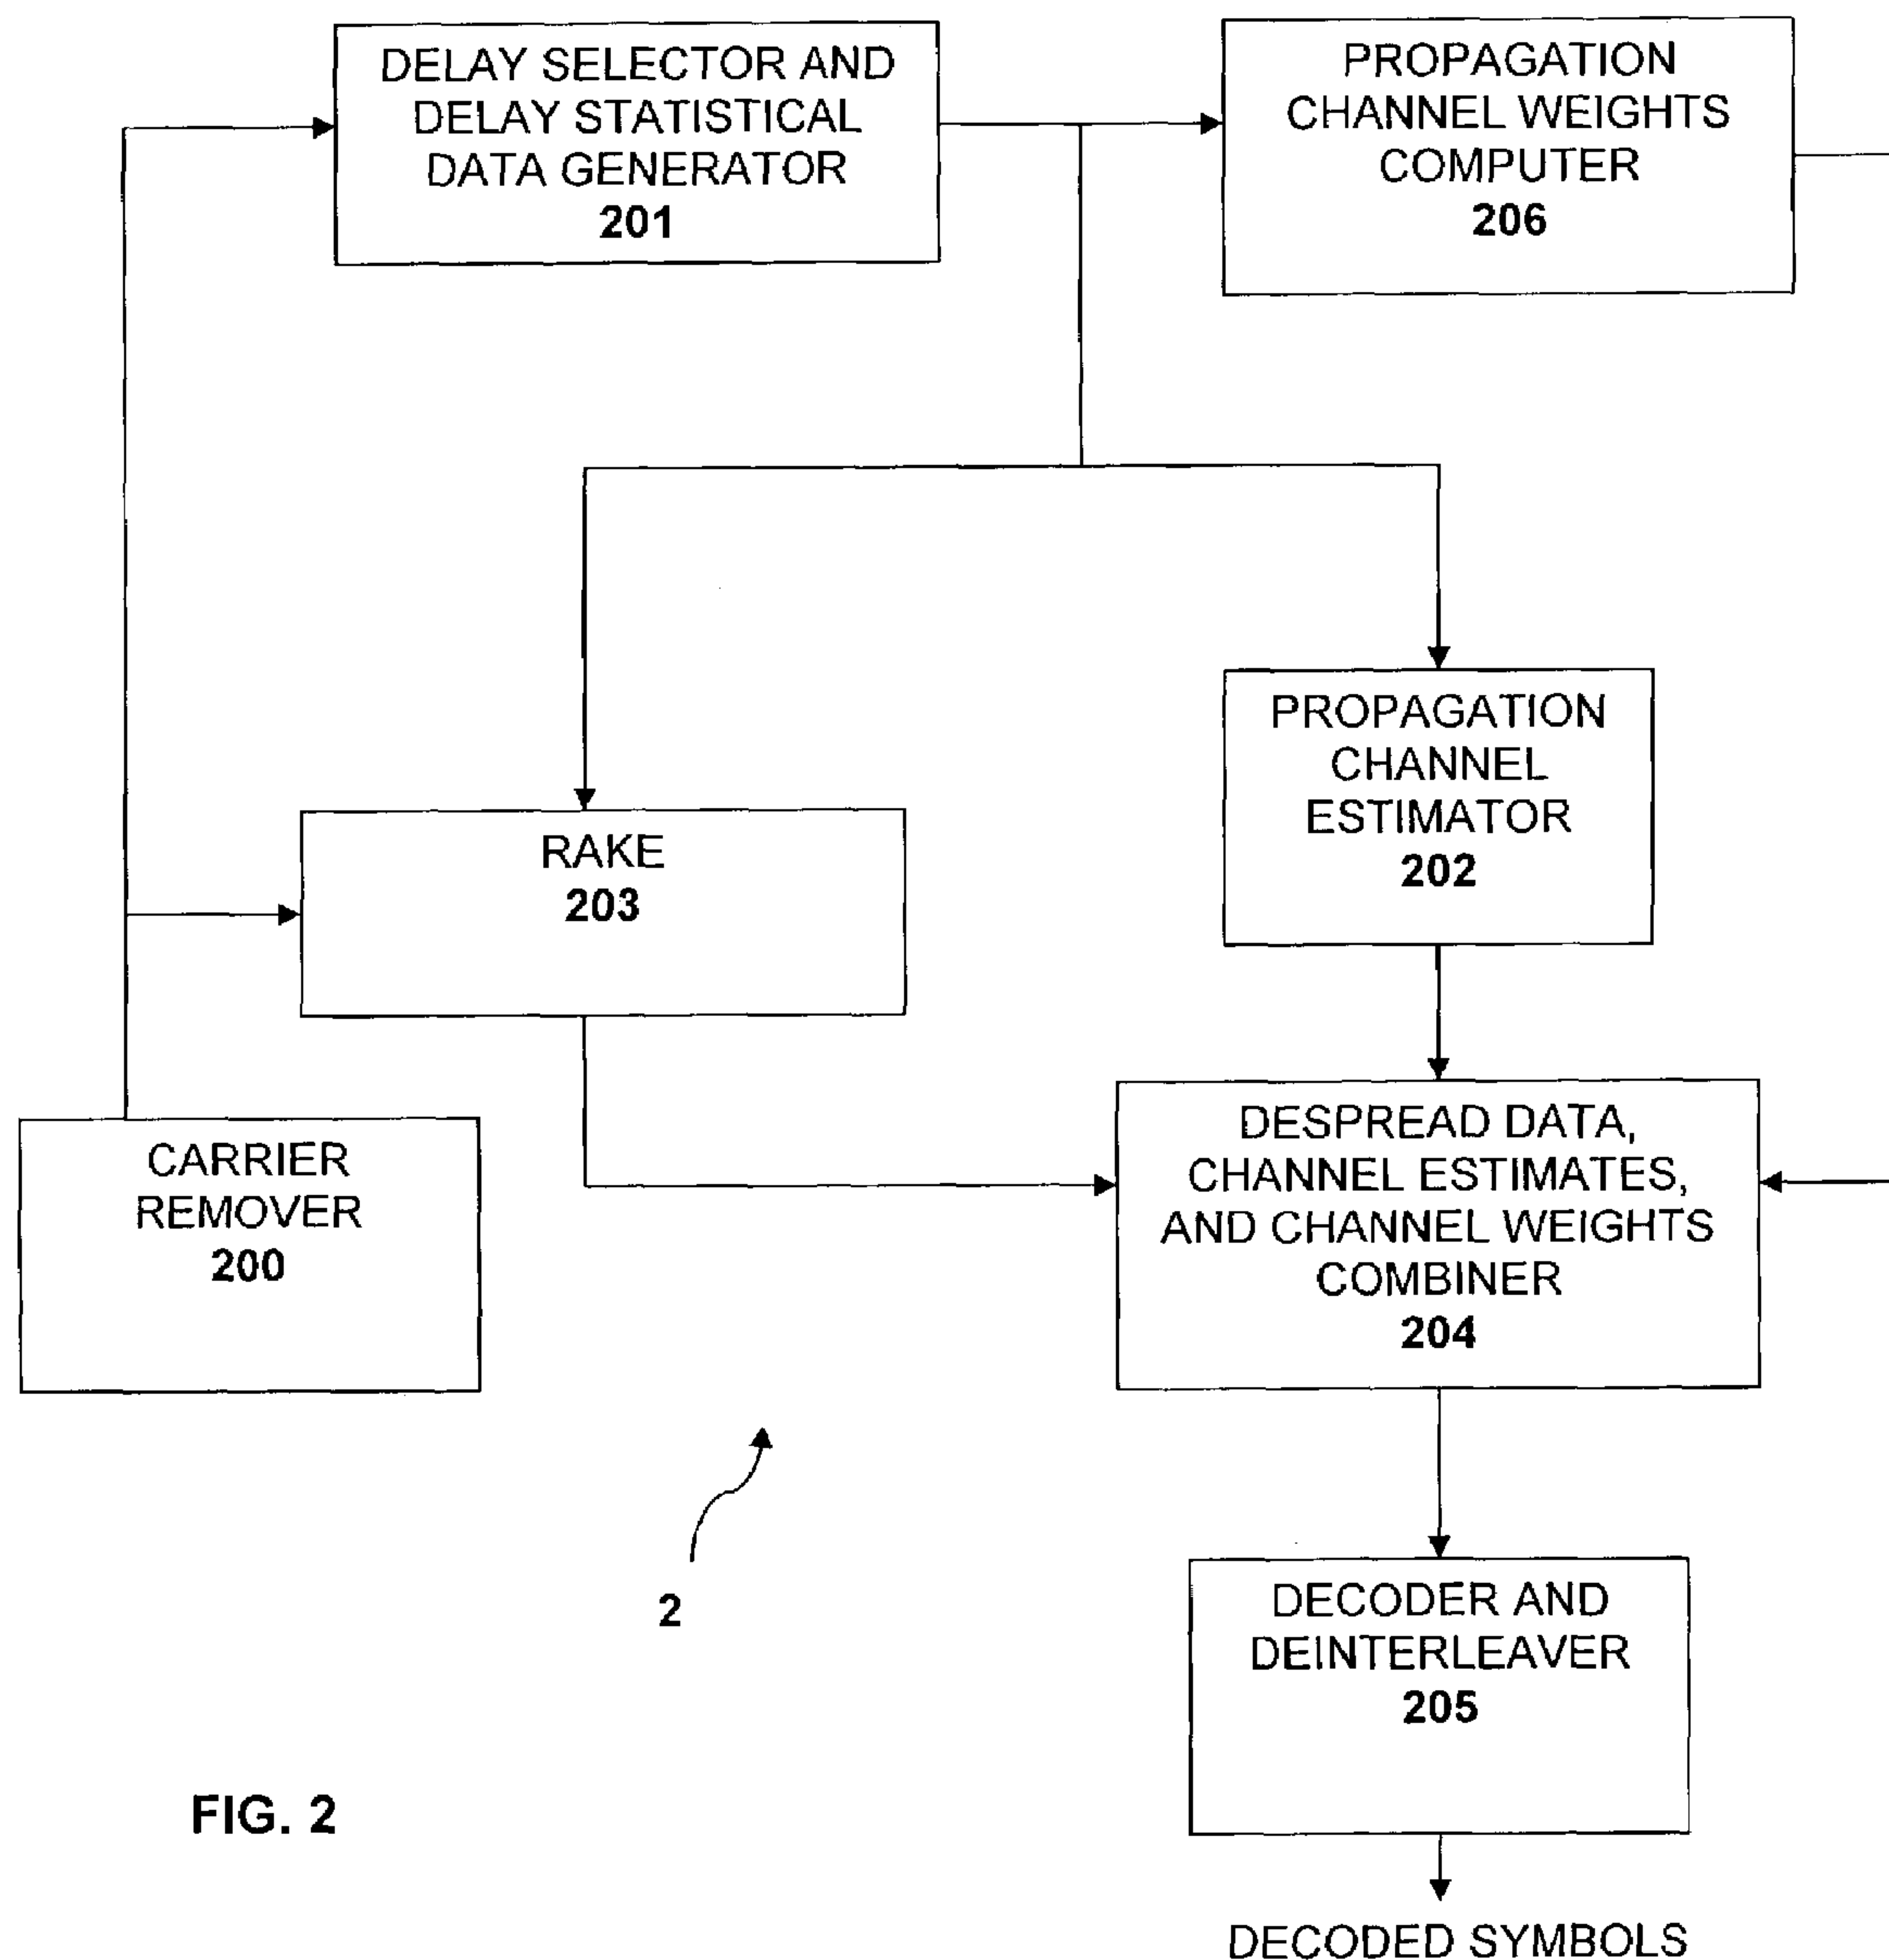 DELAY SELECTOR AND
DELAY STATISTICAL
DATA GENERATOR
201
PROPAGATION
CHANNEL WEIGHTS
COMPUTER
206
PROPAGATION
CHANNEL
ESTIMATOR
202
RAKE
203
CARRIER
REMOVER
200
DESPREAD DATA,
CHANNEL ESTIMATES,
AND CHANNEL WEIGHTS
COMBINER
204
2
DECODER AND
DEINTERLEAVER
205
FIG. 2
DECODED SYMBOLS